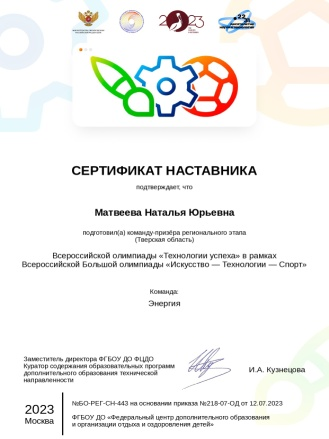 2023
СЕРТИФИКАТ НАСТАВНИКА
подтверждает, что
Матвеева Наталья Юрьевна
подготовил(а) команду-призёра регионального этапа
(Тверская область)
Всероссийской олимпиады «Технологии успеха» в рамках
Всероссийской Большой олимпиады «Искусство — Технологии — Спорт»
Команда:
Энергия
Заместитель директора ФГБОУ ДО ФЦДО
Куратор содержания образовательных программ
дополнительного образования технической
направленности
И.А. Кузнецова
2023
Москва
№БО-РЕГ-СН-443 на основании приказа №218-07-ОД от 12.07.2023
ФГБОУ ДО «Федеральный центр дополнительного образования
и организации отдыха и оздоровления детей»